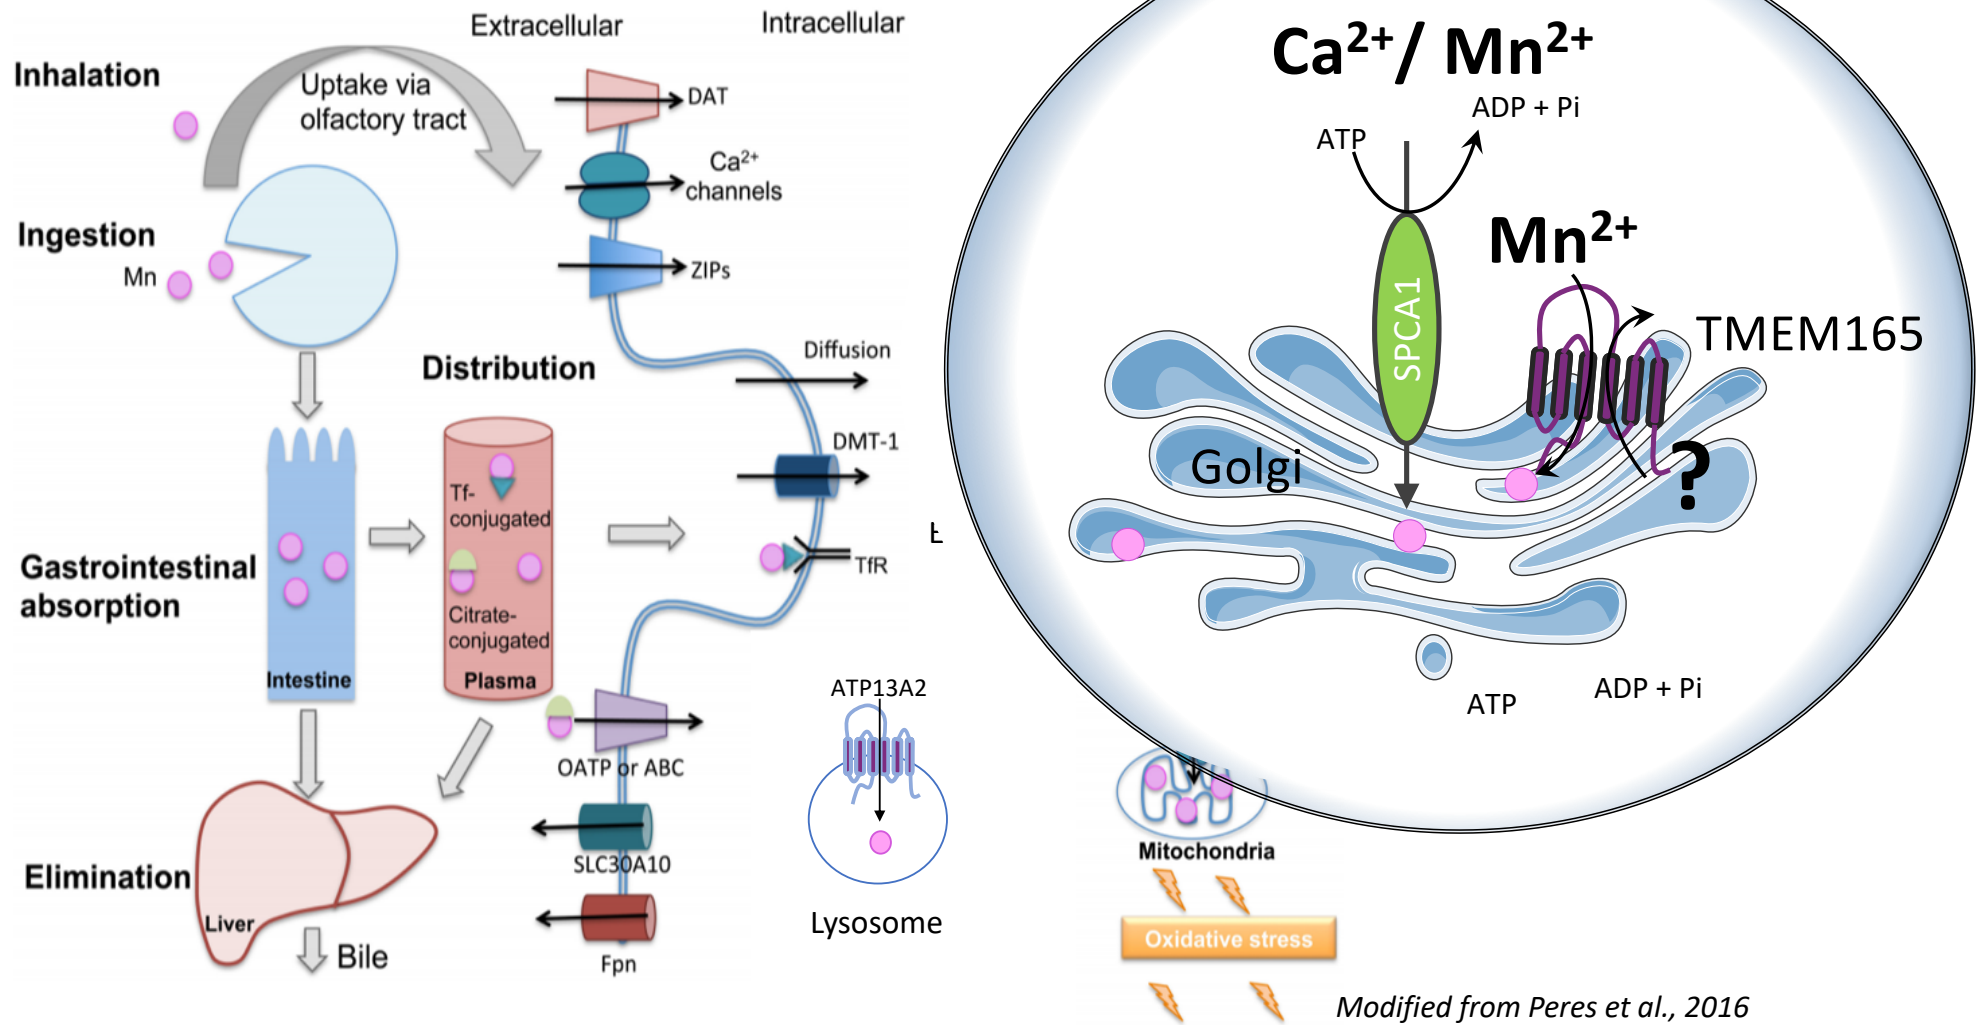 Extracellular
Intracellular
Inhalation
Uptake via
olfactory tract
DAT
Ca²⁺
channels
Ingestion
Mn
ZIPs
Diffusion
Distribution
DMT-1
Tf-
conjugated
TfR
Gastrointestinal
absorption
Citrate-
conjugated
Intestine
Plasma
OATP or ABC
SLC30A10
Elimination
Liver
Bile
Fpn
ATP13A2
Lysosome
Ca²⁺/ Mn²⁺
ADP + Pi
ATP
Mn²⁺
SPCA1
TMEM165
Golgi
?
ATP
ADP + Pi
Mitochondria
Oxidative stress
Modified from Peres et al., 2016